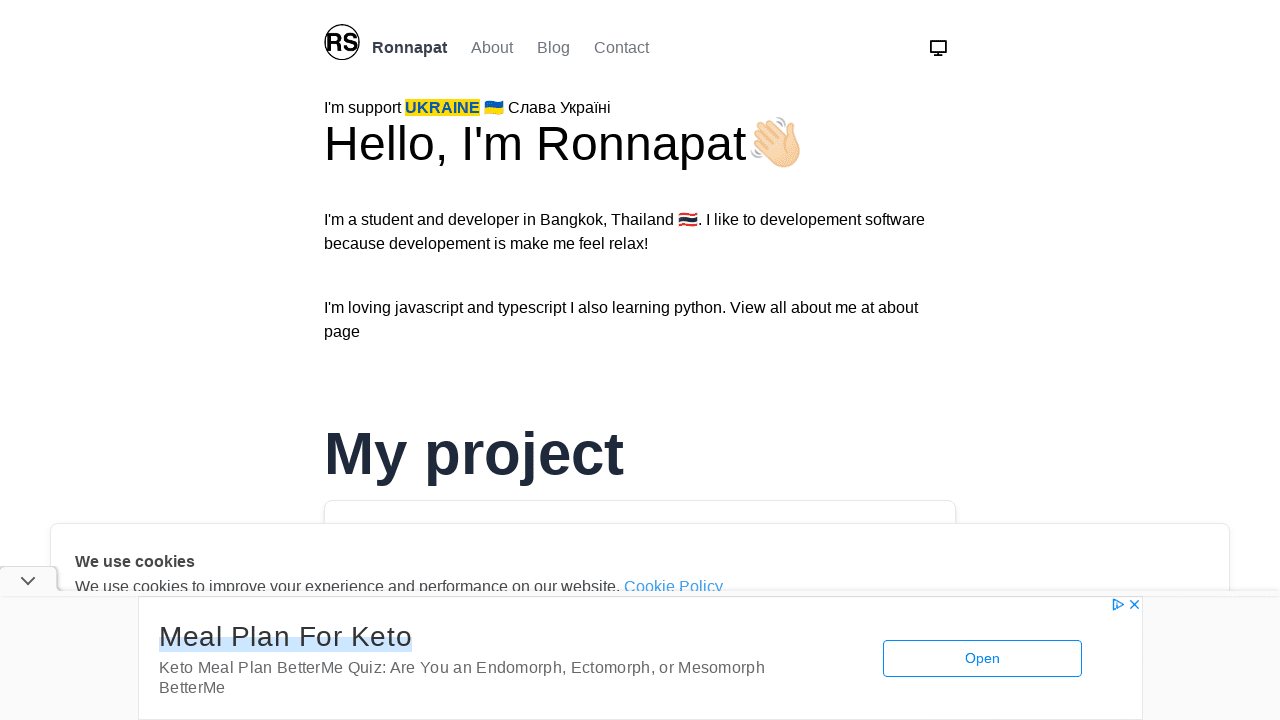 RS
Ronnapat About Blog Contact
I'm support UKRAINE 🇺🇦 Слава Україні
Hello, I'm Ronnapat👋🏻
I'm a student and developer in Bangkok, Thailand 🇹🇭. I like to developement software
because developement is make me feel relax!
I'm loving javascript and typescript I also learning python. View all about me at about
page
My project
We use cookies
We use cookies to improve your experience and performance on our website. Cookie Policy
Meal Plan For Keto
Keto Meal Plan BetterMe Quiz: Are You an Endomorph, Ectomorph, or Mesomorph
BetterMe
Open